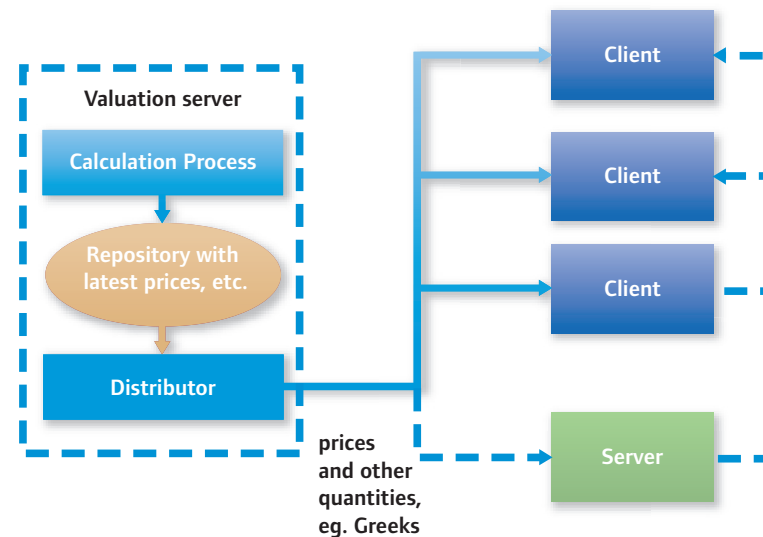 Valuation server
Calculation Process
Repository with
latest prices, etc.
Distributor
prices
and other
quantities,
eg. Greeks
Client
Client
Client
Server